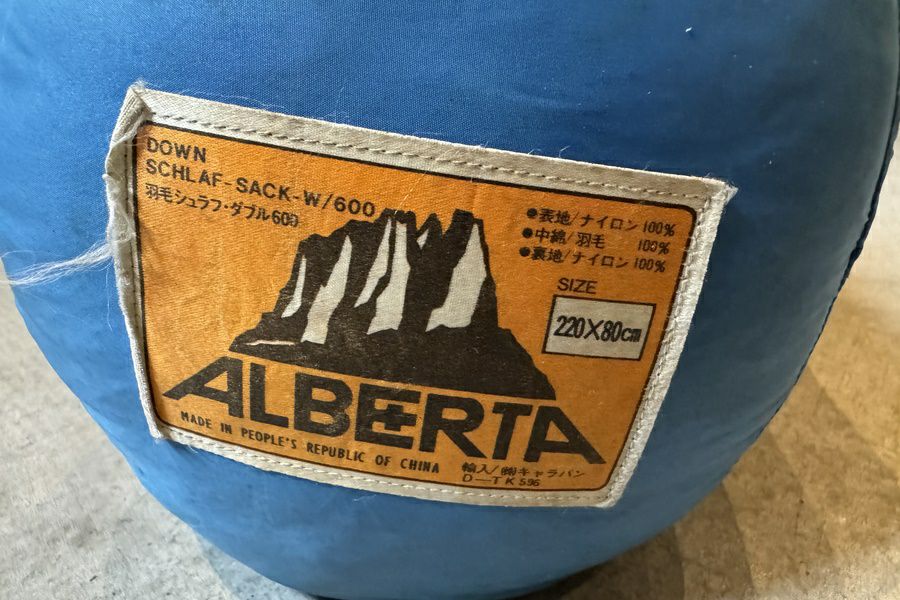 DOWN
SCHLAF-SACK-W/600
羽毛シュラフ・ダブル600
●表地/ナイロン100%
●中綿/羽毛 100%
●裏地/ナイロン100%
SIZE
220X80cm
ALBERTA
MADE IN PEOPLE'S REPUBLIC OF CHINA
輸入/㈱キャラバン
D—TK596